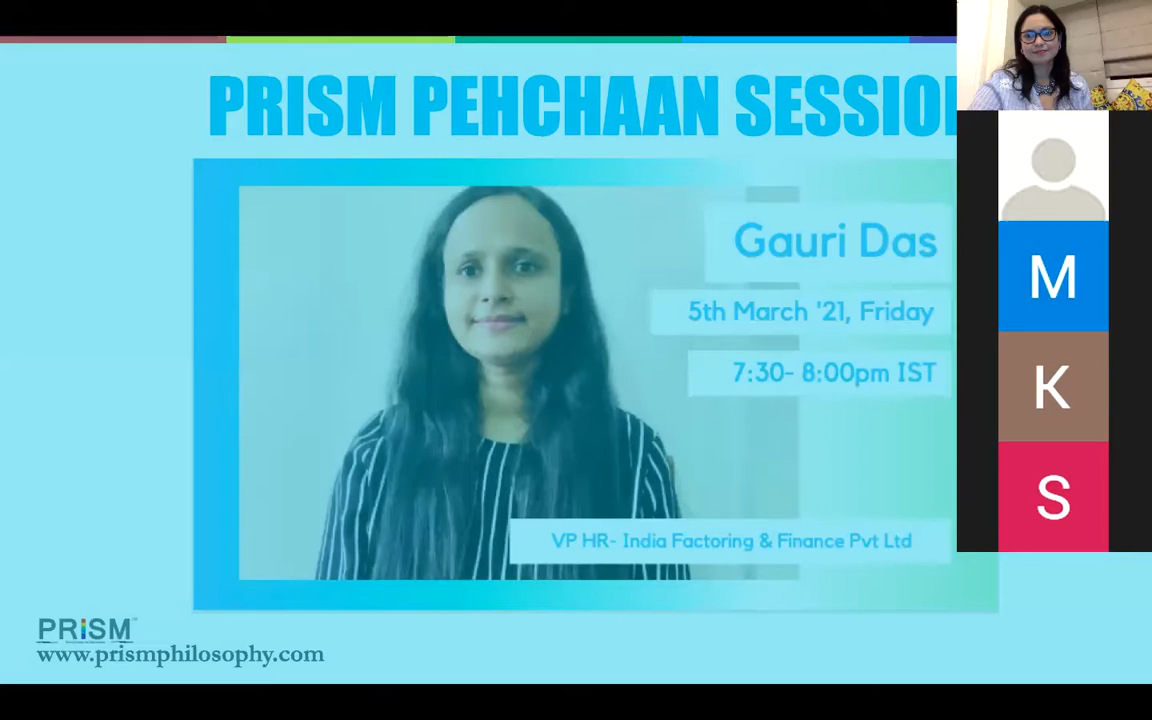 PRISM PEHCHAAN SESSION
Gauri Das
5th March '21, Friday
7:30- 8:00pm IST
VP HR- India Factoring & Finance Pvt Ltd
PRiSM
www.prismphilosophy.com
M
K
S